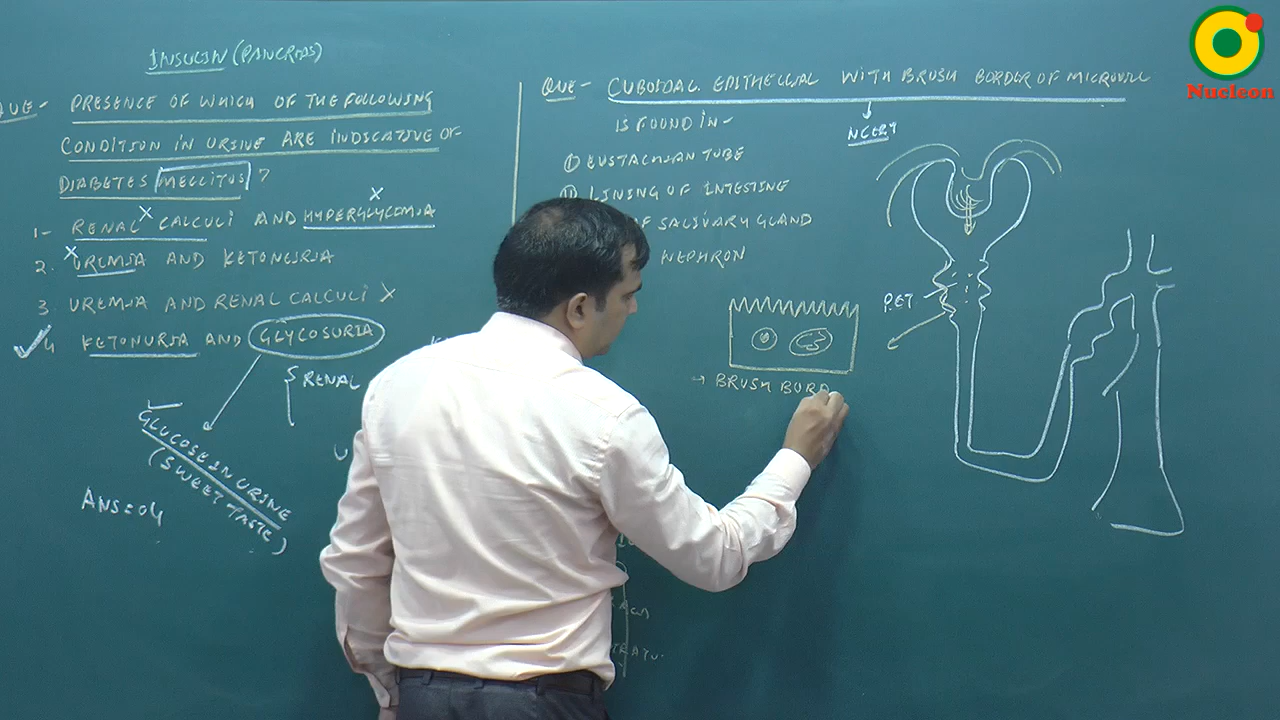 INSULIN (PANCREAS)
QUE - PRESENCE OF WHICH OF THE FOLLOWING
CONDITION IN URINE ARE INDICATIVE OF
DIABETES MELLITUS ?
1- RENAL CALCULI AND HYPERGLYCEMIA
2. UREMIA AND KETONURIA
3. UREMIA AND RENAL CALCULI
4 KETONURIA AND GLYCOSURIA
RENAL
GLUCOSE IN URINE
(SWEET TASTE)
ANS = 04
QUE - CUBOIDAL EPITHELIAL WITH BRUSH BORDER OF MICROVILLI
IS FOUND IN -
NCERT
① EUSTACHIAN TUBE
LINING OF INTESTINE
OF SALIVARY GLAND
NEPHRON
PCT
→ BRUSH BORD
Nucleon